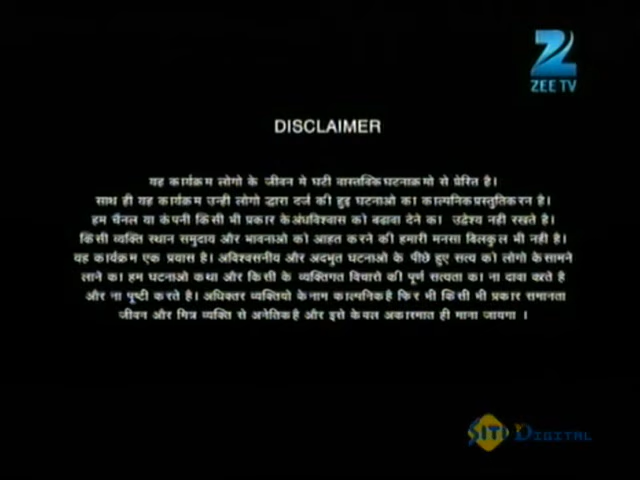 ZEE TV
DISCLAIMER
यह कार्यक्रम लोगो के जीवन मे घटी वास्तविक घटनाक्रमो से प्रेरित है।
साथ ही यह कार्यक्रम उन्ही लोगो द्वारा दर्ज की हुइ घटनाओ का काल्पनिक प्रस्तुतिकरन है।
हम चैनल या कंपनी किसी भी प्रकार के अंधविश्वास को बढावा देने का उद्देश्य नही रखते है।
किसी व्यक्ति स्थान समुदाय और भावनाओ को आहत करने की हमारी मनसा बिलकुल भी नही है।
यह कार्यक्रम एक प्रयास है। अविश्वसनीय और अदभुत घटनाओ के पीछे हुए सत्य को लोगो के सामने
लाने का। हम घटनाओ कथा और किसी के व्यक्तिगत विचारो की पूर्ण सत्यता का ना दावा करते है
और ना पूष्टी करते है। अधिक्तर व्यक्तियो के नाम काल्पनिक है फिर भी किसी भी प्रकार समानता
जीवन और मित्र व्यक्ति से अनेतिक है और इसे केवल अकारमात ही माना जायगा ।
SITI DIGITAL